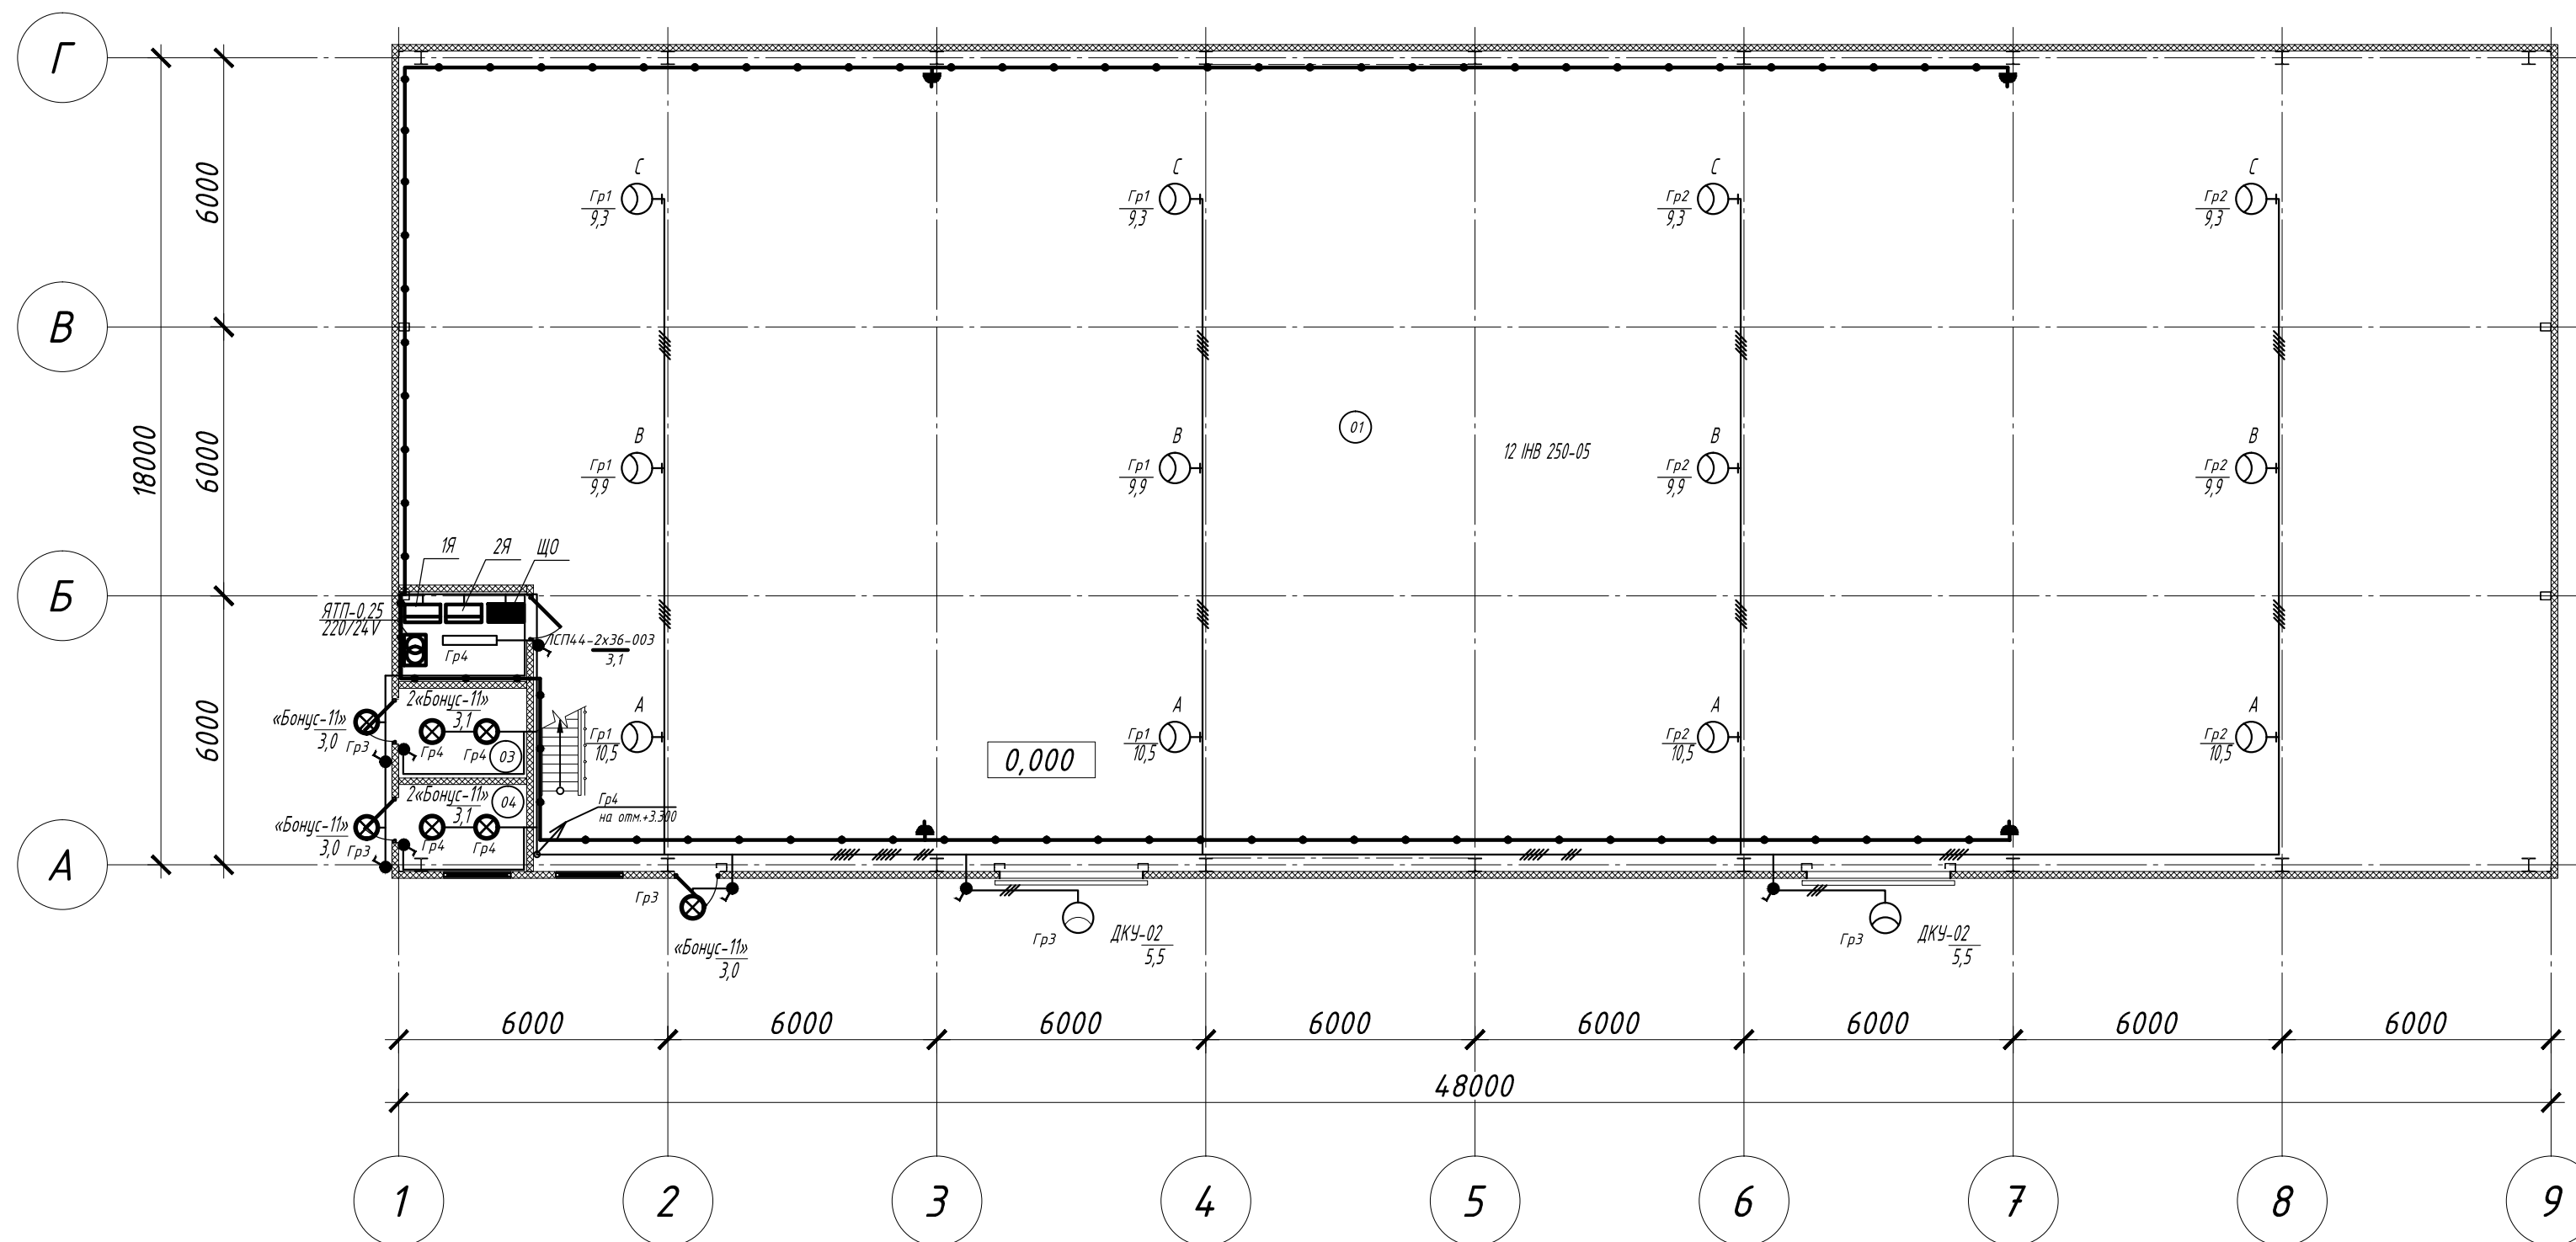 Г
6000
С
С
С
С
Гр1
9,3
Гр1
9,3
Гр2
9,3
Гр2
9,3
В
18000
6000
В
В
В
В
Гр1
9,9
Гр1
9,9
Гр2
9,9
Гр2
9,9
01
12 ІНВ 250-05
1Я
2Я
ЩО
Б
ЯТП-0,25
220/24V
ЛСП44-2х36-003
3,1
Гр4
6000
2«Бонус-11»
3,1
«Бонус-11»
3,0
Гр3
Гр4
Гр4
03
А
А
А
А
Гр1
10,5
Гр1
10,5
Гр2
10,5
Гр2
10,5
0,000
2«Бонус-11»
3,1
04
«Бонус-11»
3,0
Гр3
Гр4
Гр4
Гр4
на отм.+3.300
А
Гр3
«Бонус-11»
3,0
Гр3
ДКУ-02
5,5
Гр3
ДКУ-02
5,5
6000
6000
6000
6000
6000
6000
6000
6000
48000
1
2
3
4
5
6
7
8
9